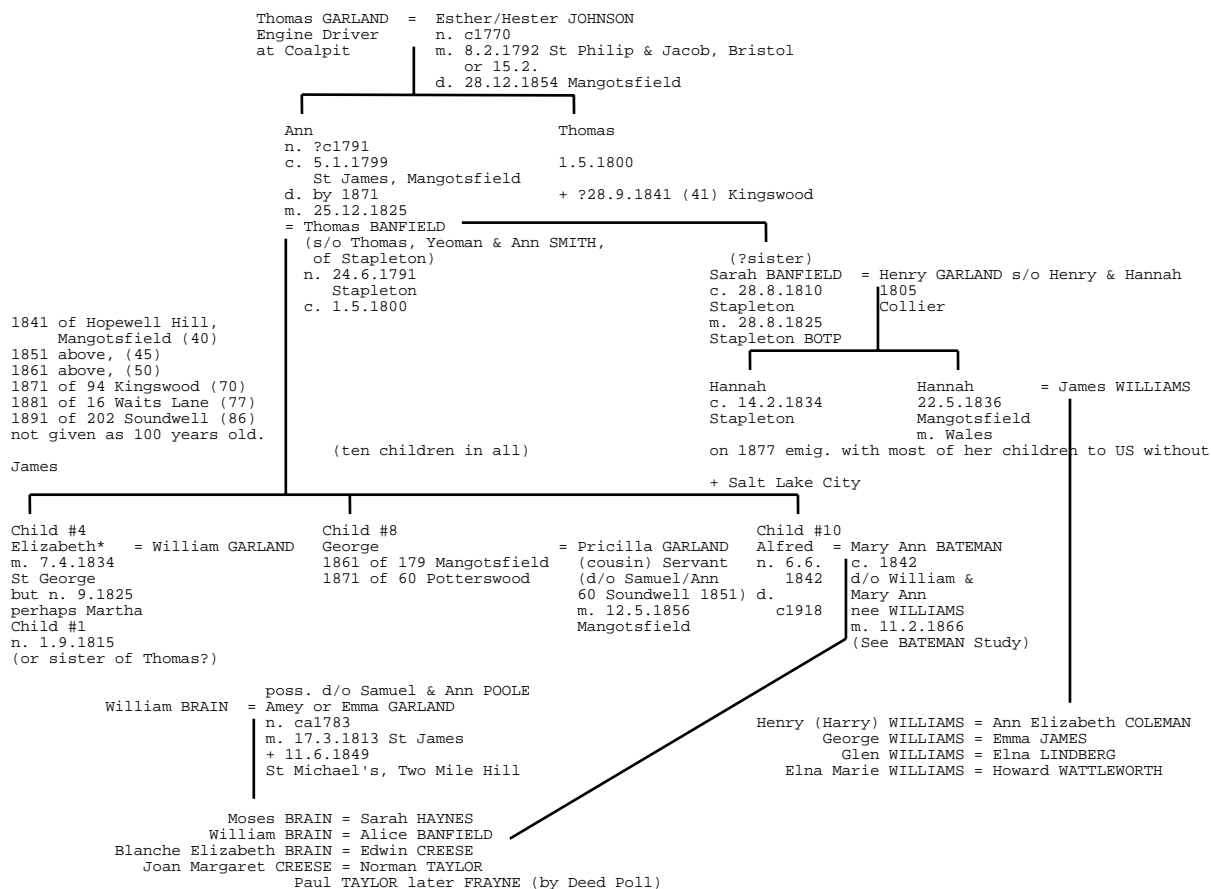 Thomas GARLAND = Esther/Hester JOHNSON
Engine Driver n. c1770
at Coalpit m. 8.2.1792 St Philip & Jacob, Bristol
or 15.2.
d. 28.12.1854 Mangotsfield
Ann Thomas
n. ?c1791
c. 5.1.1799 1.5.1800
St James, Mangotsfield
d. by 1871 + ?28.9.1841 (41) Kingswood
m. 25.12.1825
= Thomas BANFIELD
(s/o Thomas, Yeoman & Ann SMITH,
of Stapleton)
n. 24.6.1791
Stapleton
c. 1.5.1800
(?sister)
Sarah BANFIELD = Henry GARLAND s/o Henry & Hannah
c. 28.8.1810 1805
Stapleton Collier
m. 28.8.1825
Stapleton BOTP
1841 of Hopewell Hill,
Mangotsfield (40)
1851 above, (45)
1861 above, (50)
1871 of 94 Kingswood (70)
1881 of 16 Waits Lane (77)
1891 of 202 Soundwell (86)
not given as 100 years old.
James
(ten children in all)
Hannah Hannah = James WILLIAMS
c. 14.2.1834 22.5.1836
Stapleton Mangotsfield
m. Wales
on 1877 emig. with most of her children to US without
+ Salt Lake City
Child #4
Elizabeth* = William GARLAND
m. 7.4.1834
St George
but n. 9.1825
perhaps Martha
Child #1
n. 1.9.1815
(or sister of Thomas?)
Child #8
George = Pricilla GARLAND
1861 of 179 Mangotsfield (cousin) Servant
1871 of 60 Potterswood (d/o Samuel/Ann
60 Soundwell 1851)
m. 12.5.1856
Mangotsfield
Child #10
Alfred = Mary Ann BATEMAN
n. 6.6. c. 1842
1842 d/o William &
d. Mary Ann
c1918 nee WILLIAMS
m. 11.2.1866
(See BATEMAN Study)
poss. d/o Samuel & Ann POOLE
William BRAIN = Amey or Emma GARLAND
n. ca1783
m. 17.3.1813 St James
+ 11.6.1849
St Michael's, Two Mile Hill
Henry (Harry) WILLIAMS = Ann Elizabeth COLEMAN
George WILLIAMS = Emma JAMES
Glen WILLIAMS = Elna LINDBERG
Elna Marie WILLIAMS = Howard WATTLEWORTH
Moses BRAIN = Sarah HAYNES
William BRAIN = Alice BANFIELD
Blanche Elizabeth BRAIN = Edwin CREESE
Joan Margaret CREESE = Norman TAYLOR
Paul TAYLOR later FRAYNE (by Deed Poll)